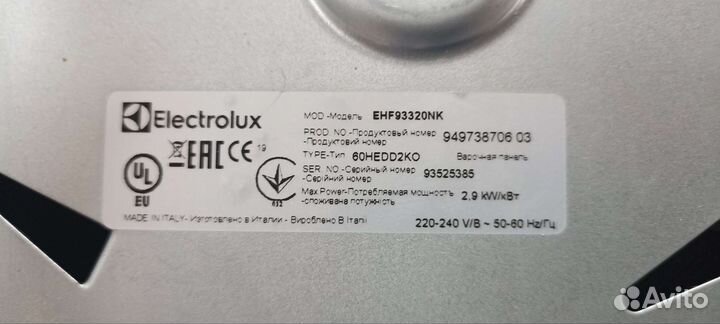 Electrolux
MOD -Модель EHF93320NK
PROD. NO -Продуктовый номер 949738706 03
-Продуктовий номер
TYPE-Тип 60HEDD2KO Варочная панель
SER. NO -Серийный номер 93525385
-Серійний номер
Max Power-Потребляемая мощность 2.9 kW/кВт
-споживана потужність
MADE IN ITALY- Изготовлено в Италии - Вироблено В Італії 220-240 V/В ~ 50-60 Hz/Гц
EAC CE 19
UL
EU
Avito